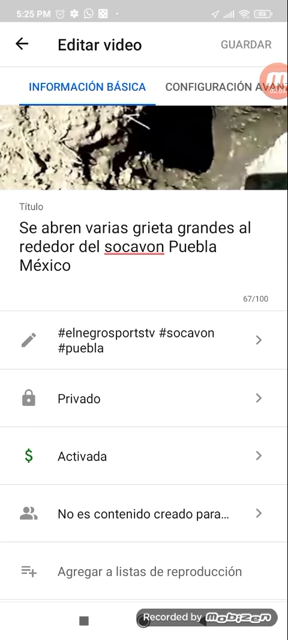 5:25 PM
Editar video
GUARDAR
INFORMACIÓN BÁSICA
CONFIGURACIÓN AVAN
Título
Se abren varias grieta grandes al
rededor del socavon Puebla
México
67/100
#elnegrosportstv #socavon
#puebla
Privado
Activada
No es contenido creado para...
Agregar a listas de reproducción
Recorded by Mobizen